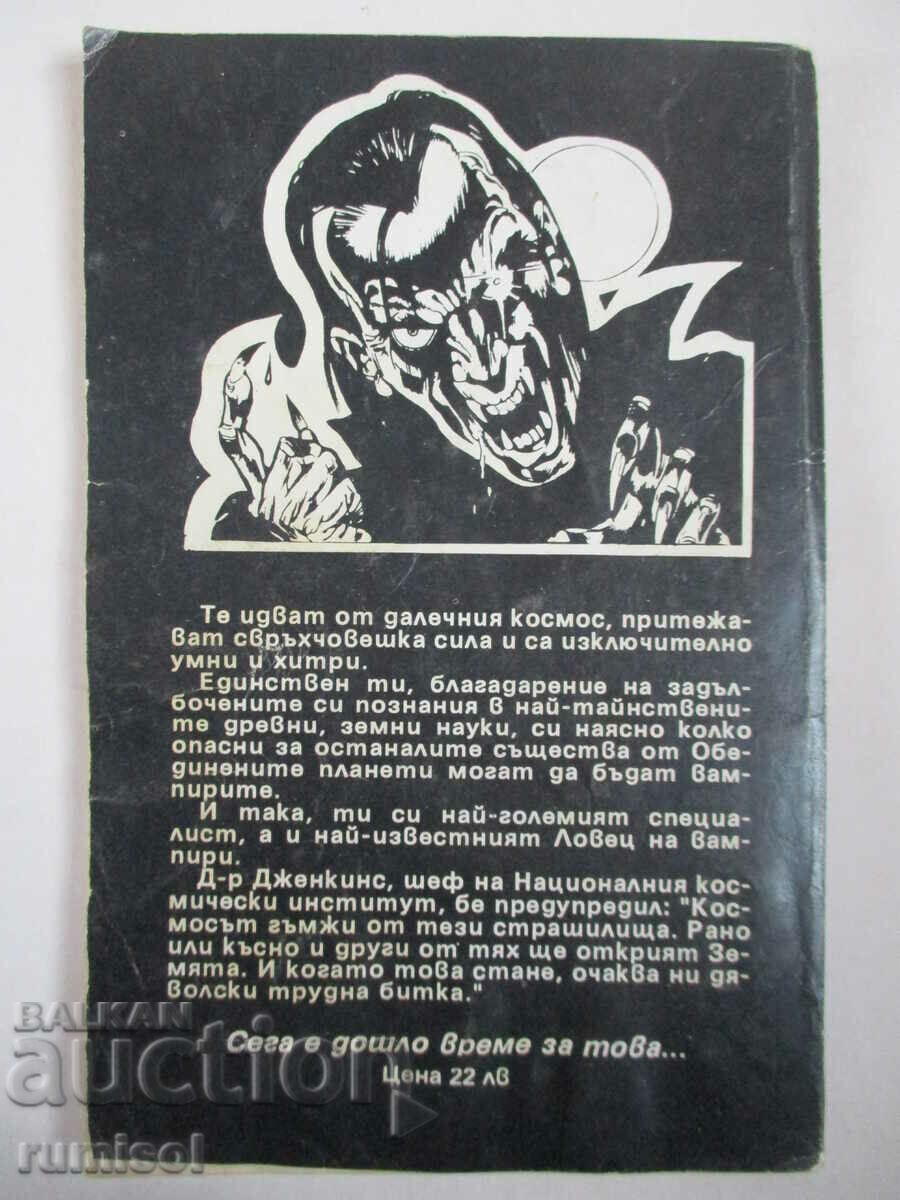 Те идват от далечния космос, притежа-
ват свръхчовешка сила и са изключително
умни и хитри.
Единствен ти, благадарение на задъл-
бочените си познания в най-тайнствени-
те древни, земни науки, си наясно колко
опасни за останалите същества от Обе-
динените планети могат да бъдат вам-
пирите.
И така, ти си най-големият специа-
лист, а и най-известният Ловец на вам-
пири.
Д-р Дженкинс, шеф на Националния кос-
мически институт, бе предупредил: "Кос-
мосът гъмжи от тези страшилища. Рано
или късно и други от тях ще открият Зе-
мята. И когато това стане, очаква ни дя-
волски трудна битка."
Сега е дошло време за това...
Цена 22 лв
BALKAN
auction
rumisol